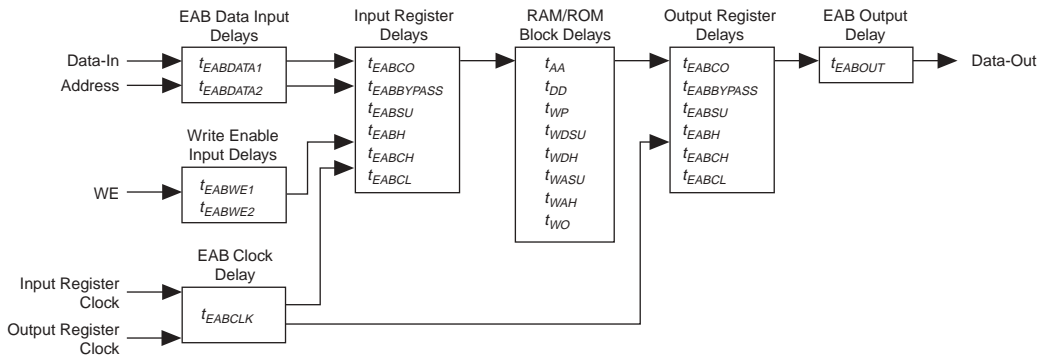 EAB Data Input
Delays
Input Register
Delays
RAM/ROM
Block Delays
Output Register
Delays
EAB Output
Delay
Data-In
Address
tEABDATA1
tEABDATA2
tEABCO
tEABBYPASS
tEABSU
tEABH
tEABCH
tEABCL
tAA
tDD
tWP
tWDSU
tWDH
tWASU
tWAH
tWO
tEABCO
tEABBYPASS
tEABSU
tEABH
tEABCH
tEABCL
tEABOUT
Data-Out
Write Enable
Input Delays
WE
tEABWE1
tEABWE2
EAB Clock
Delay
Input Register
Clock
Output Register
Clock
tEABCLK